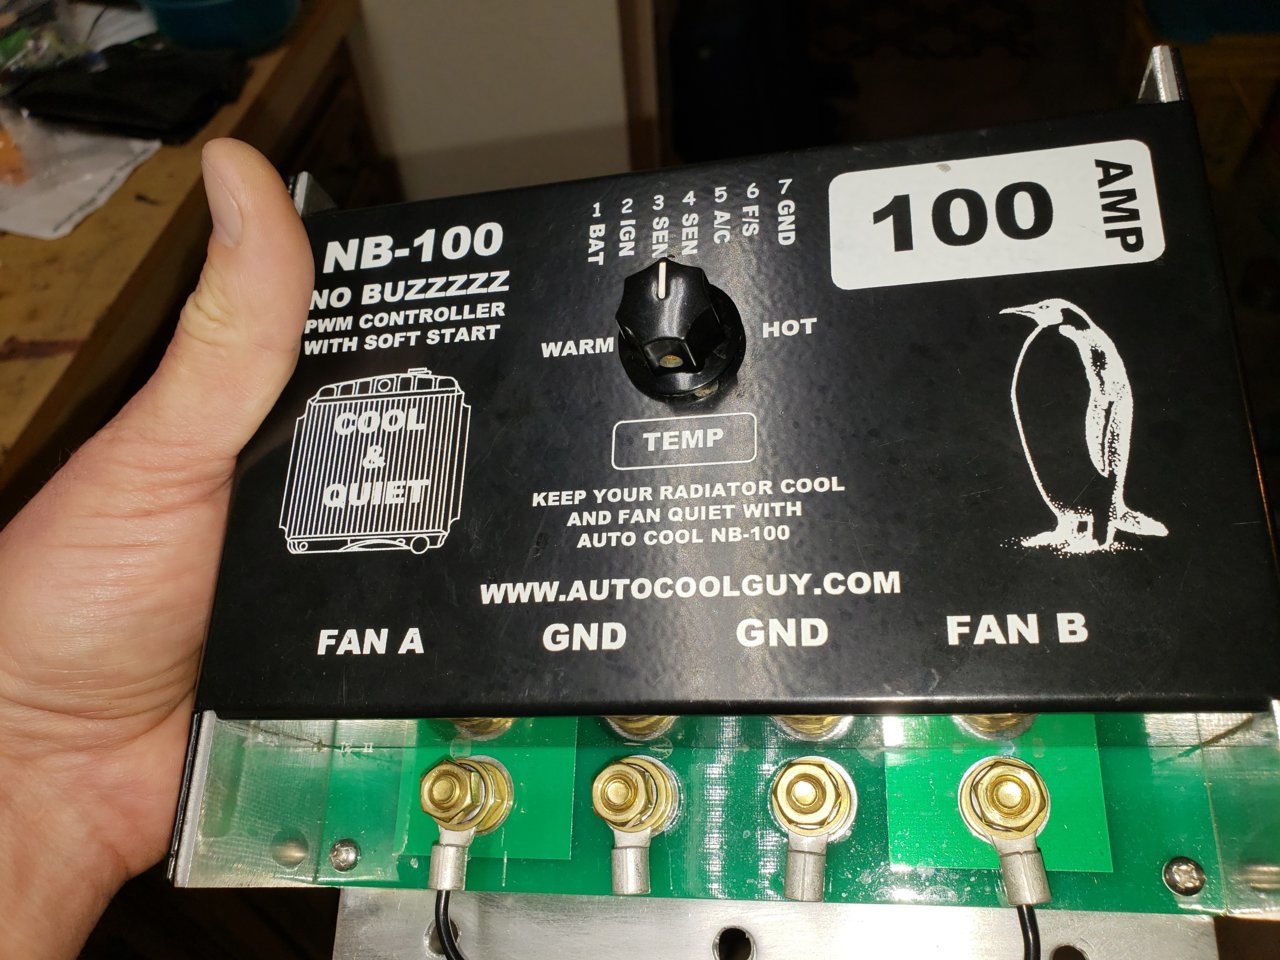 NB-100
NO BUZZZZZ
PWM CONTROLLER
WITH SOFT START
COOL
&
QUIET
1 BAT
2 IGN
3 SEN
4 SEN
5 A/C
6 F/S
7 GND
WARM
HOT
TEMP
KEEP YOUR RADIATOR COOL
AND FAN QUIET WITH
AUTO COOL NB-100
WWW.AUTOCOOLGUY.COM
100 AMP
FAN A
GND
GND
FAN B